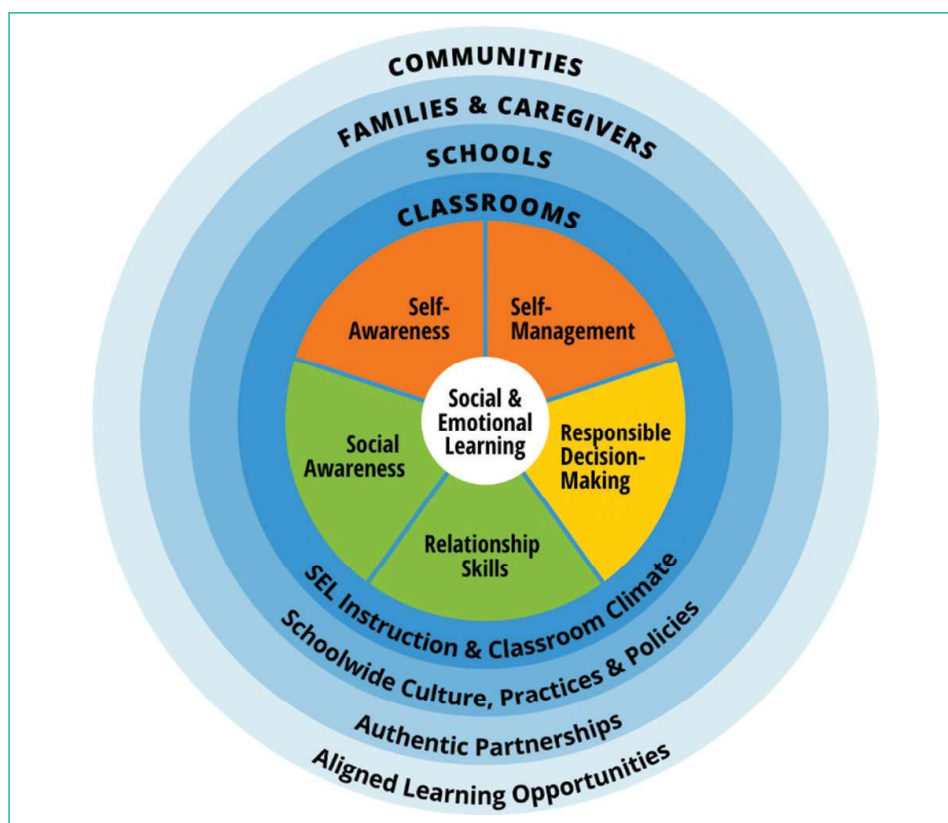 COMMUNITIES
FAMILIES & CAREGIVERS
SCHOOLS
CLASSROOMS
Self-
Awareness
Self-
Management
Social &
Emotional
Learning
Social
Awareness
Responsible
Decision-
Making
Relationship
Skills
SEL Instruction & Classroom Climate
Schoolwide Culture, Practices & Policies
Authentic Partnerships
Aligned Learning Opportunities